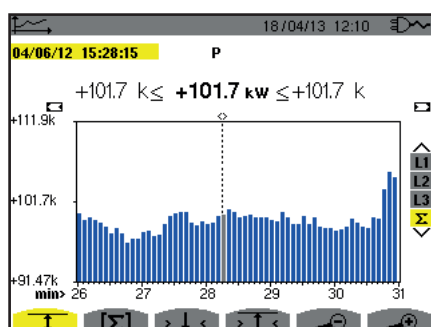 18/04/13 12:10
04/06/12 15:28:15 P
+101.7 k≤ +101.7 kW ≤+101.7 k
+111.9k
L1
L2
+101.7k
L3
Σ
+91.47k
min> 26 27 28 29 30 31
[Σ]